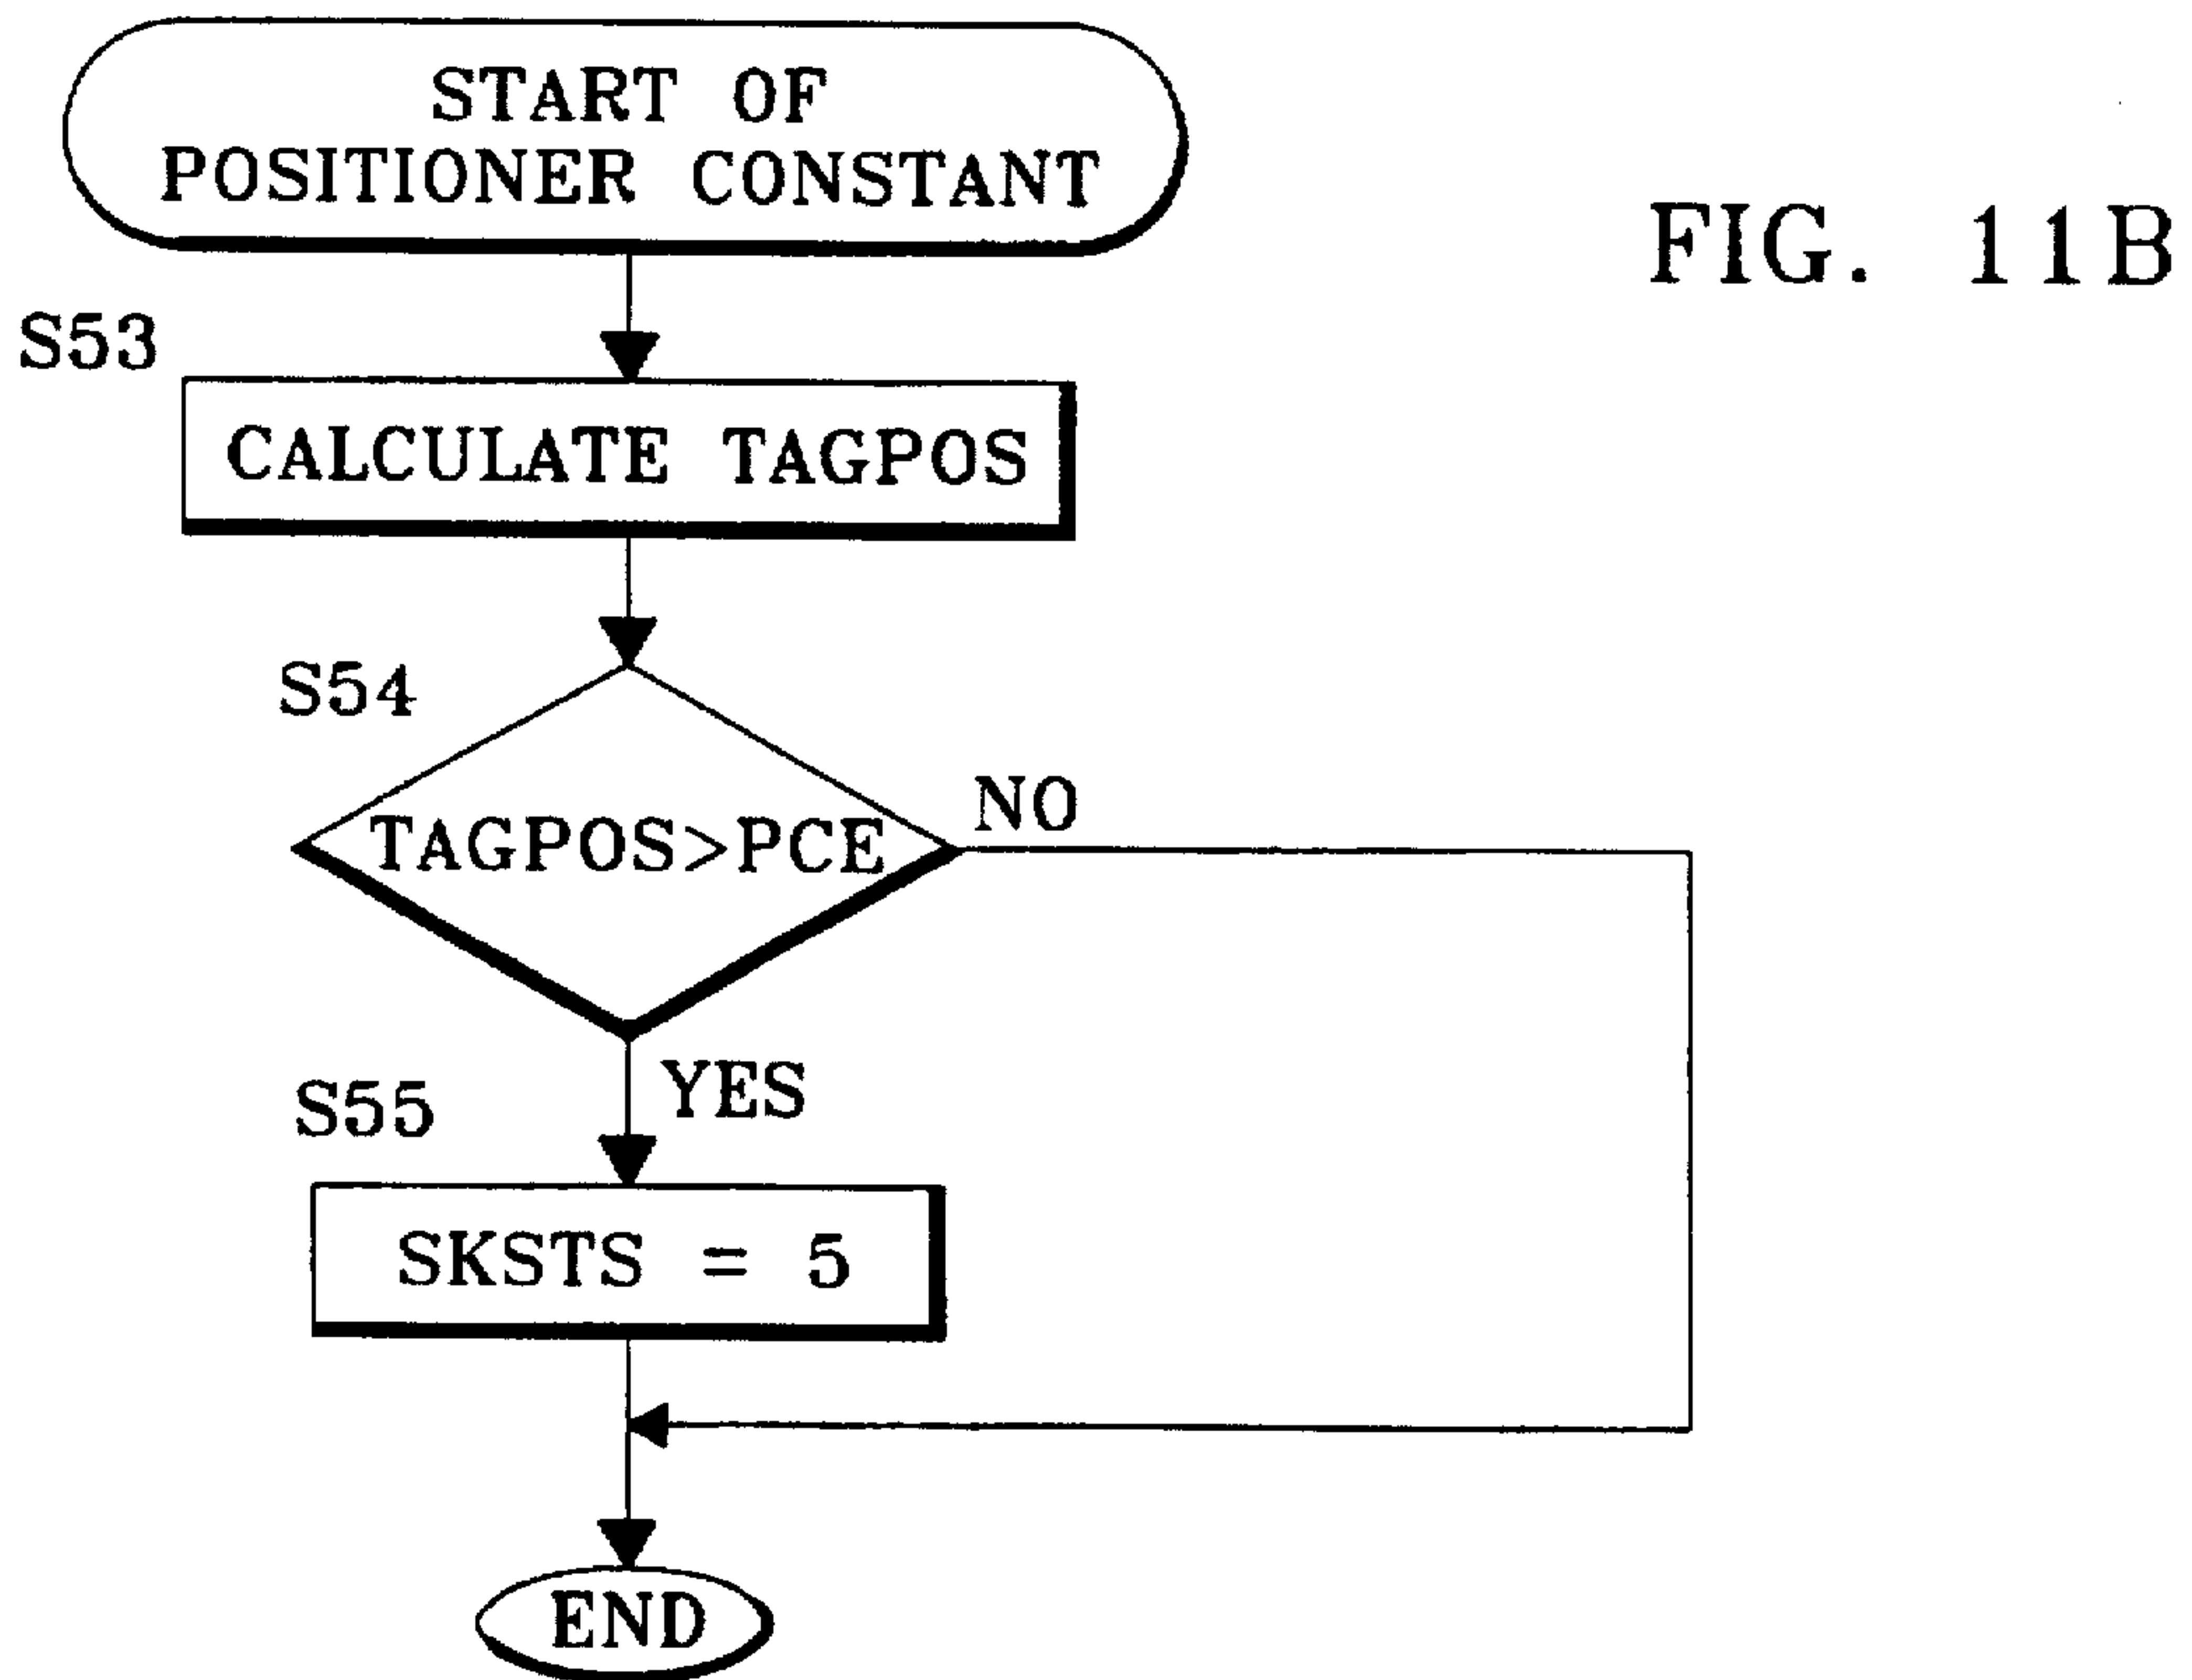 START OF
POSITIONER CONSTANT
FIG. 11B
S53
CALCULATE TAGPOS
S54
TAGPOS>PCE
NO
YES
S55
SKSTS = 5
END